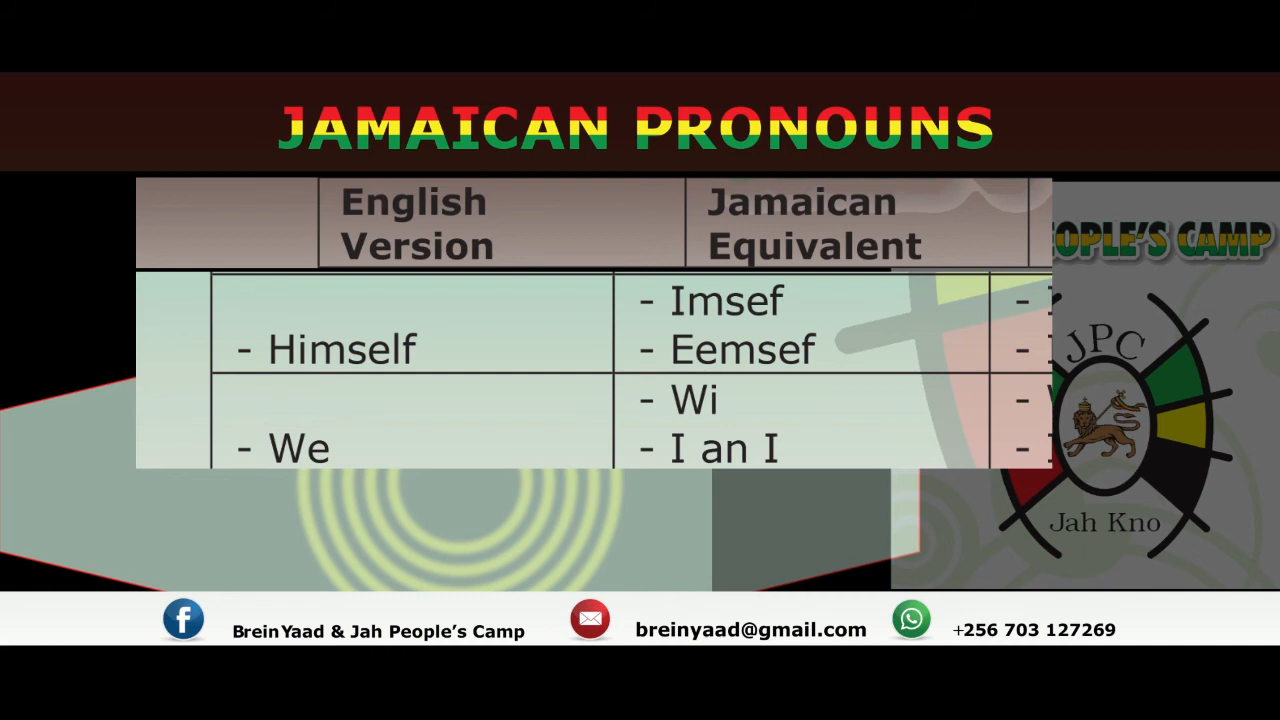 JAMAICAN PRONOUNS
English Version
Jamaican Equivalent
- Imsef
- Himself
- Eemsef
- Wi
- We
- I an I
OPLE'S CAMP
JPC
Jah Kno
BreinYaad & Jah People's Camp
breinyaad@gmail.com
+256 703 127269